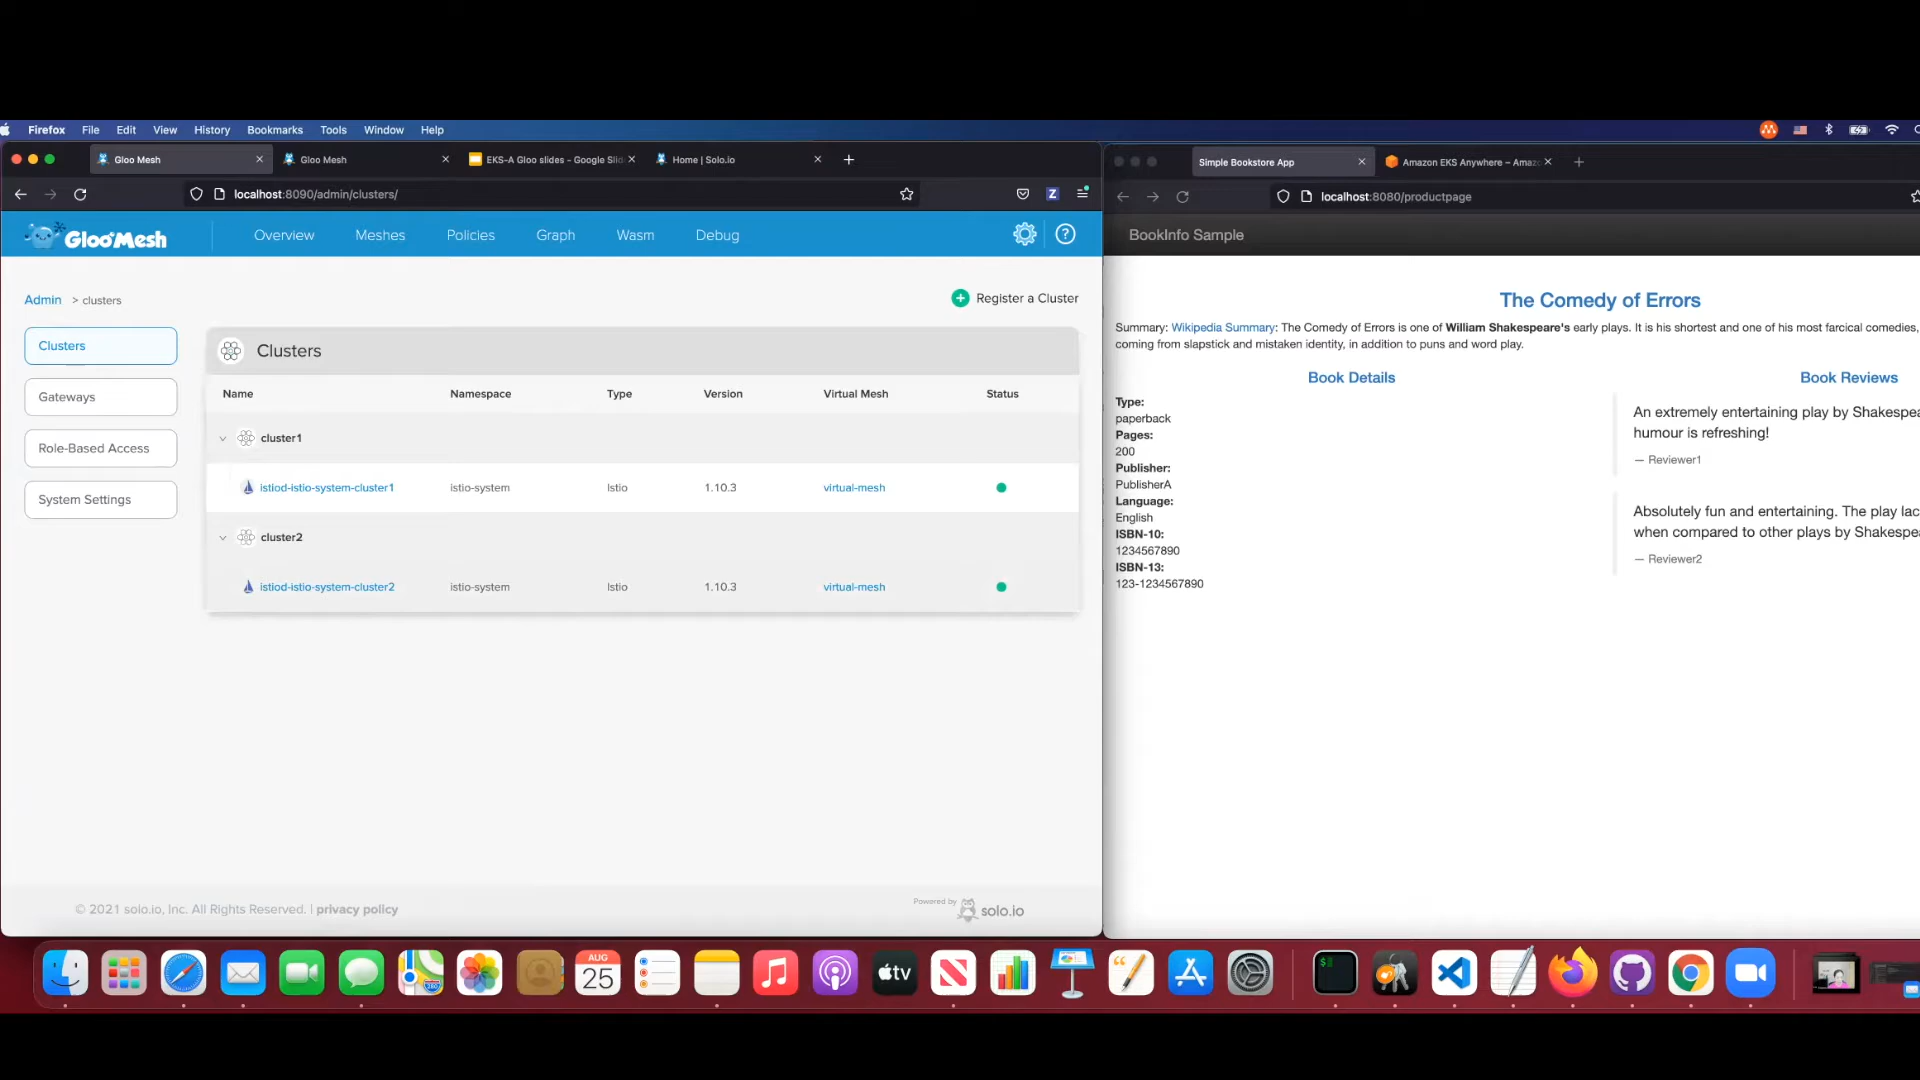 Firefox File Edit View History Bookmarks Tools Window Help
Gloo Mesh
Gloo Mesh
EKS-A Gloo slides - Google Slid
Home | Solo.io
localhost:8090/admin/clusters/
Z
Gloo Mesh
Overview Meshes Policies Graph Wasm Debug
?
Admin > clusters
Register a Cluster
Clusters
Gateways
Role-Based Access
System Settings
Clusters
Name Namespace Type Version Virtual Mesh Status
cluster1
istiod-istio-system-cluster1 istio-system Istio 1.10.3 virtual-mesh
cluster2
istiod-istio-system-cluster2 istio-system Istio 1.10.3 virtual-mesh
© 2021 solo.io, Inc. All Rights Reserved. | privacy policy
Powered by
solo.io
Simple Bookstore App
Amazon EKS Anywhere – Amaz
localhost:8080/productpage
BookInfo Sample
The Comedy of Errors
Summary: Wikipedia Summary: The Comedy of Errors is one of William Shakespeare's early plays. It is his shortest and one of his most farcical comedies,
coming from slapstick and mistaken identity, in addition to puns and word play.
Book Details
Type:
paperback
Pages:
200
Publisher:
PublisherA
Language:
English
ISBN-10:
1234567890
ISBN-13:
123-1234567890
Book Reviews
An extremely entertaining play by Shakespea
humour is refreshing!
— Reviewer1
Absolutely fun and entertaining. The play lac
when compared to other plays by Shakespea
— Reviewer2
AUG
25
tv
$